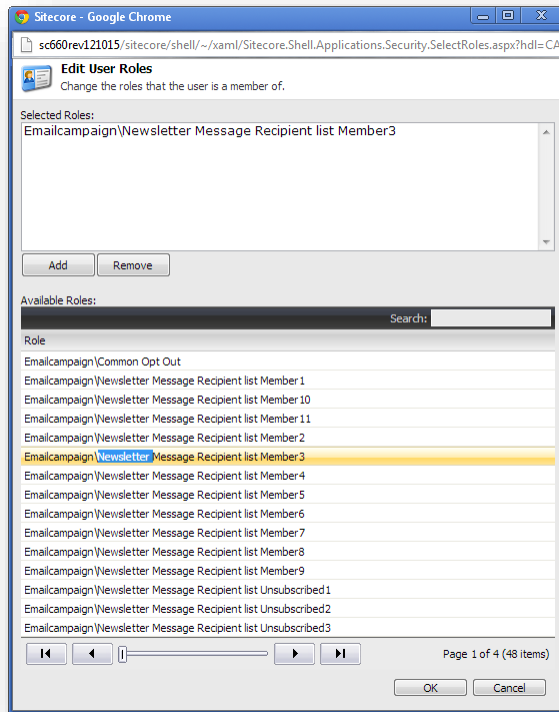 Sitecore - Google Chrome
sc660rev121015/sitecore/shell/~/xaml/Sitecore.Shell.Applications.Security.SelectRoles.aspx?hdl=CA
Edit User Roles
Change the roles that the user is a member of.
Selected Roles:
Emailcampaign\Newsletter Message Recipient list Member3
Add Remove
Available Roles:
Search:
Role
Emailcampaign\Common Opt Out
Emailcampaign\Newsletter Message Recipient list Member1
Emailcampaign\Newsletter Message Recipient list Member10
Emailcampaign\Newsletter Message Recipient list Member11
Emailcampaign\Newsletter Message Recipient list Member2
Emailcampaign\Newsletter Message Recipient list Member3
Emailcampaign\Newsletter Message Recipient list Member4
Emailcampaign\Newsletter Message Recipient list Member5
Emailcampaign\Newsletter Message Recipient list Member6
Emailcampaign\Newsletter Message Recipient list Member7
Emailcampaign\Newsletter Message Recipient list Member8
Emailcampaign\Newsletter Message Recipient list Member9
Emailcampaign\Newsletter Message Recipient list Unsubscribed1
Emailcampaign\Newsletter Message Recipient list Unsubscribed2
Emailcampaign\Newsletter Message Recipient list Unsubscribed3
Page 1 of 4 (48 items)
OK Cancel